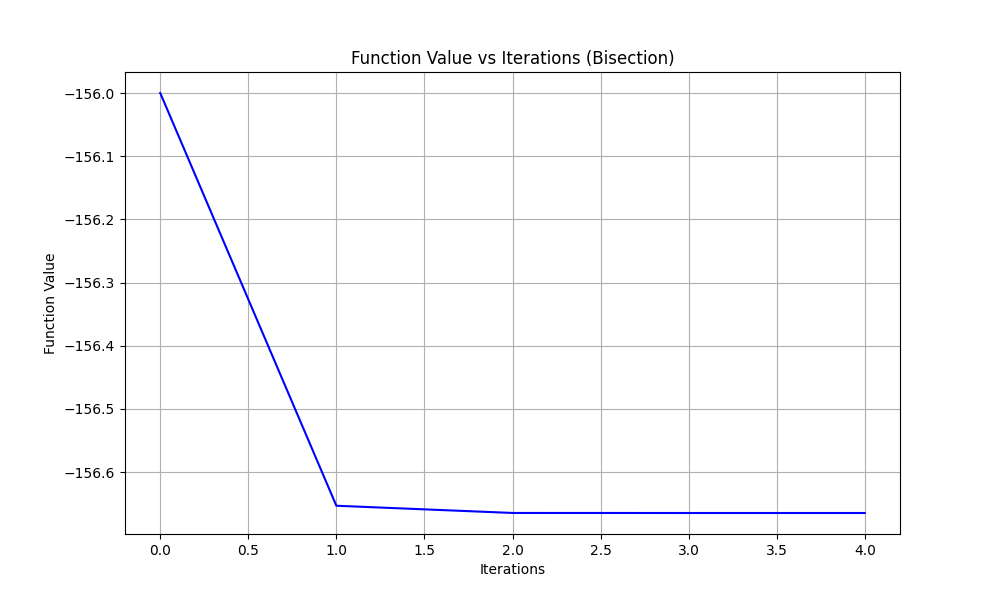 Function Value vs Iterations (Bisection)
−156.0
−156.1
−156.2
−156.3
−156.4
−156.5
−156.6
Function Value
0.0 0.5 1.0 1.5 2.0 2.5 3.0 3.5 4.0
Iterations